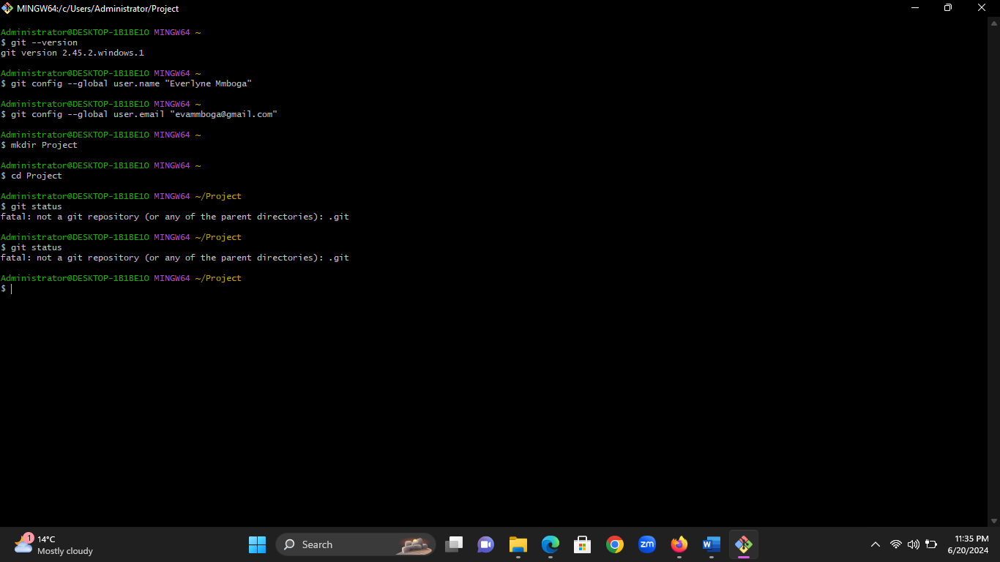 MINGW64:/c/Users/Administrator/Project
Administrator@DESKTOP-1B1BE1O MINGW64 ~
$ git --version
git version 2.45.2.windows.1
Administrator@DESKTOP-1B1BE1O MINGW64 ~
$ git config --global user.name "Everlyne Mmboga"
Administrator@DESKTOP-1B1BE1O MINGW64 ~
$ git config --global user.email "evammboga@gmail.com"
Administrator@DESKTOP-1B1BE1O MINGW64 ~
$ mkdir Project
Administrator@DESKTOP-1B1BE1O MINGW64 ~
$ cd Project
Administrator@DESKTOP-1B1BE1O MINGW64 ~/Project
$ git status
fatal: not a git repository (or any of the parent directories): .git
Administrator@DESKTOP-1B1BE1O MINGW64 ~/Project
$ git status
fatal: not a git repository (or any of the parent directories): .git
Administrator@DESKTOP-1B1BE1O MINGW64 ~/Project
$
1
14°C
Mostly cloudy
Search
zm
W
11:35 PM
6/20/2024